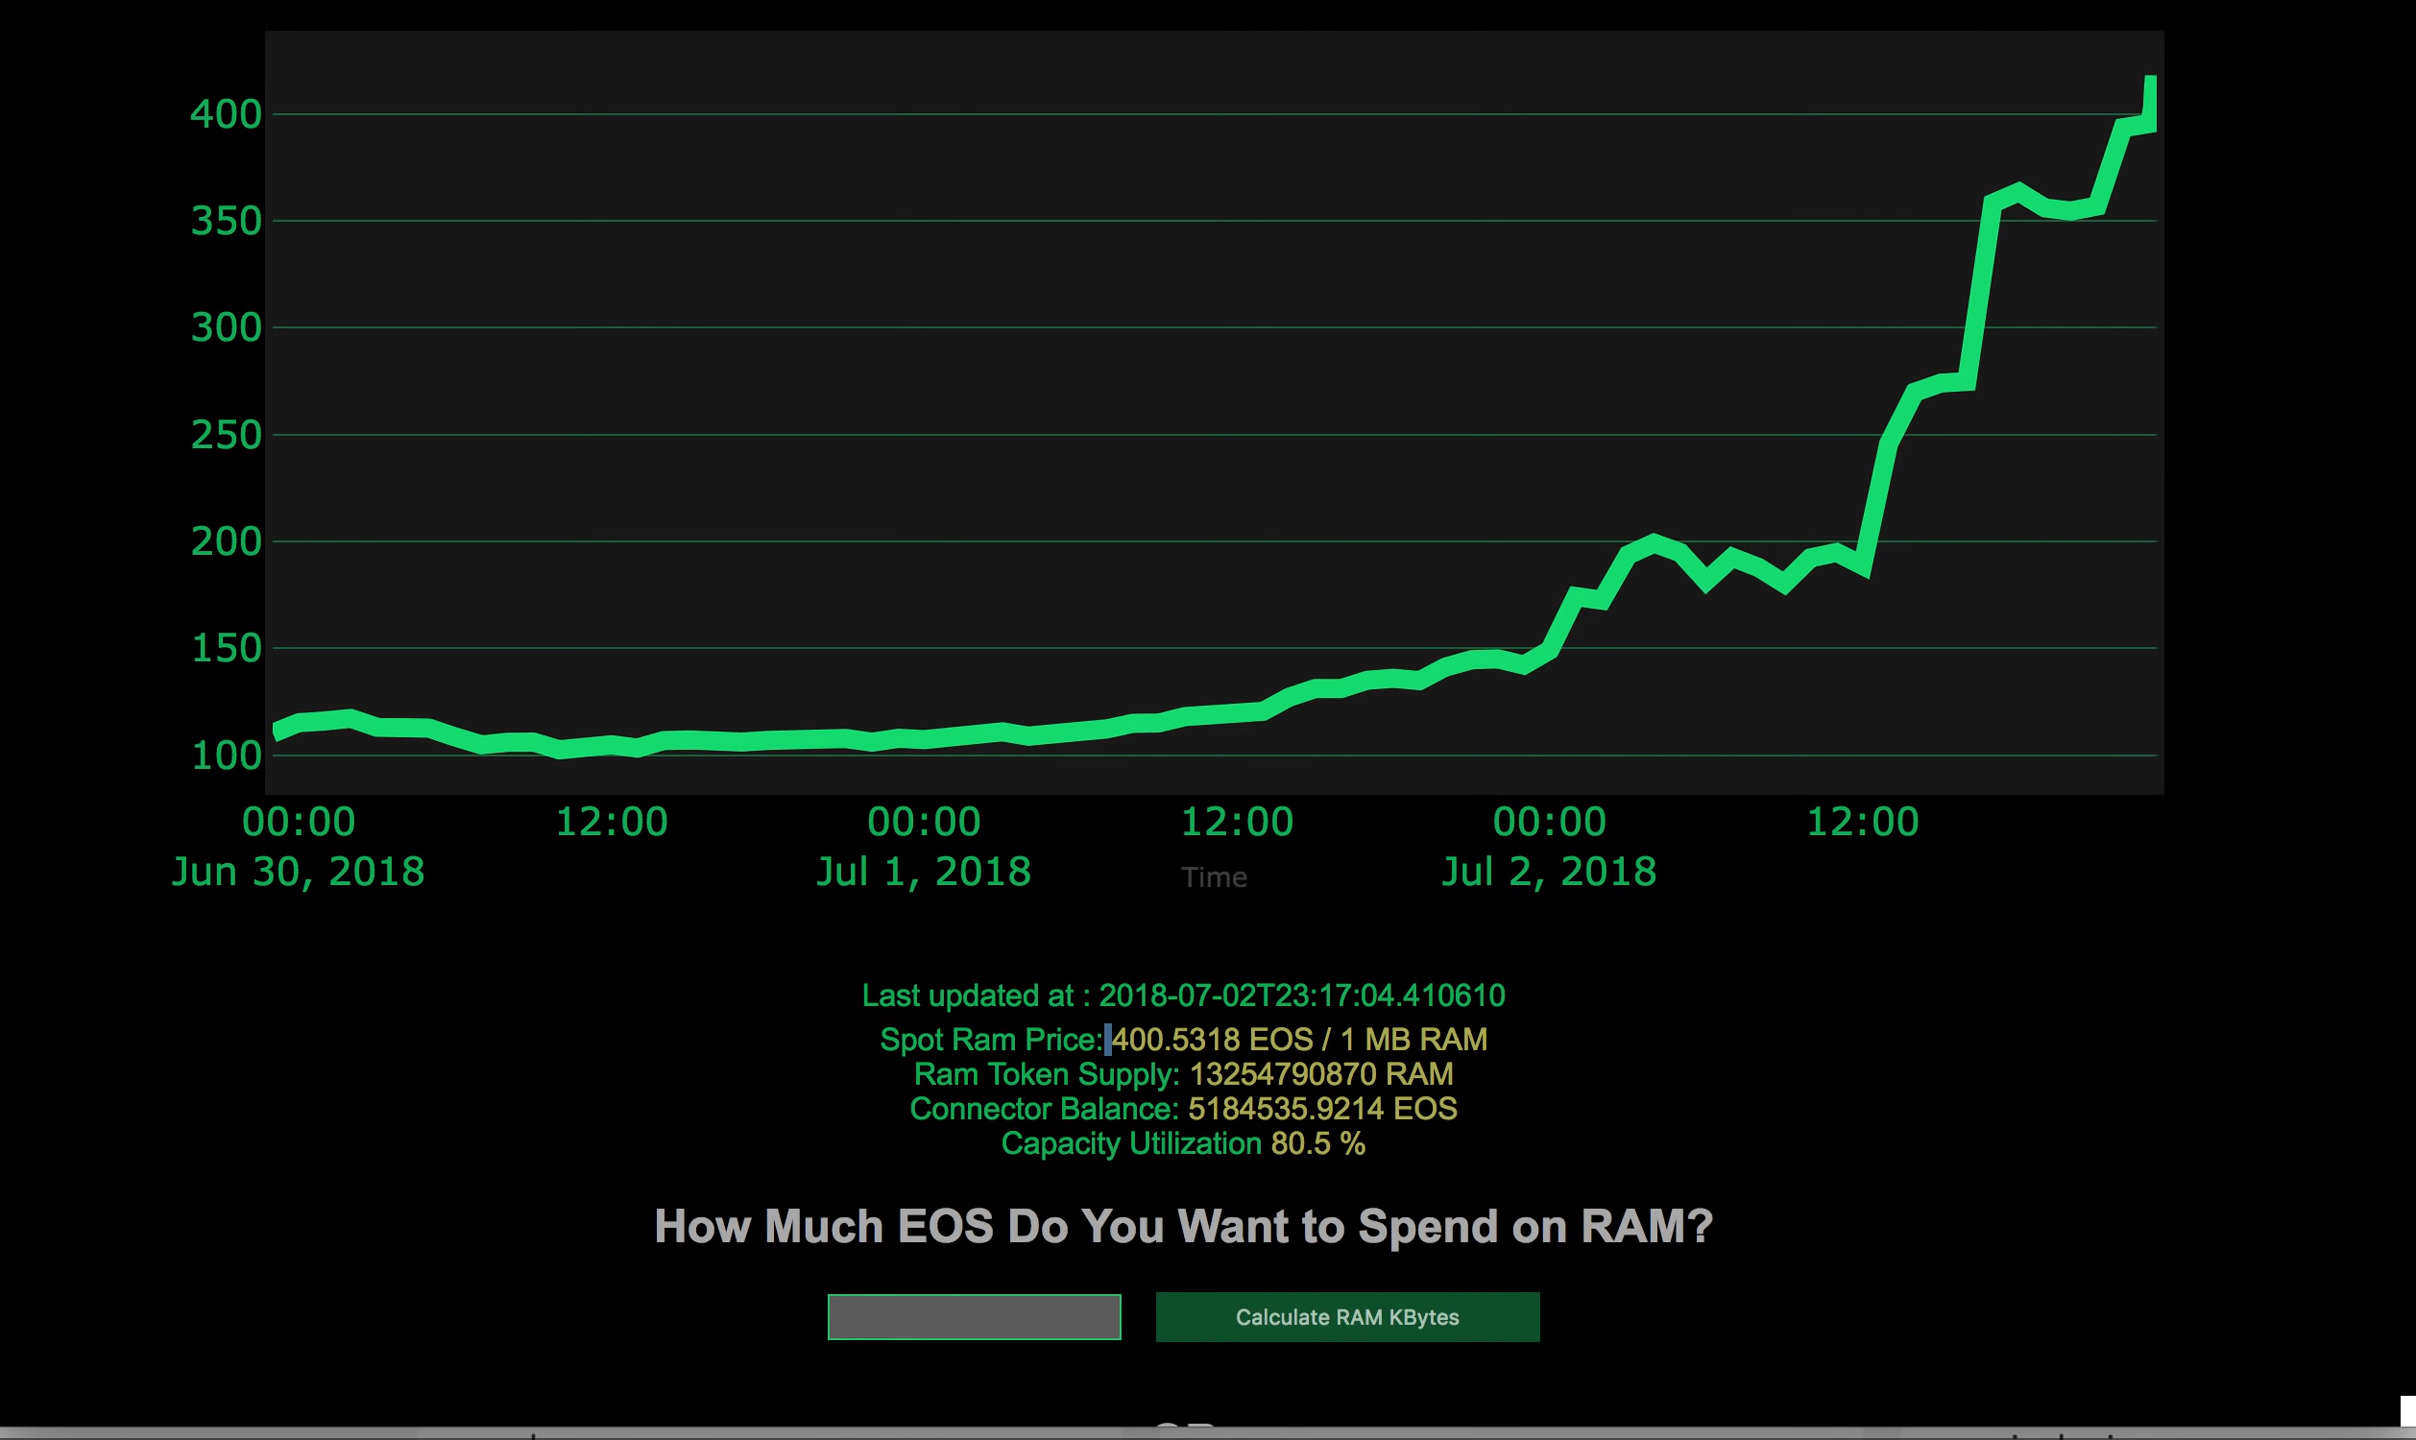 400
350
300
250
200
150
100
00:00 12:00 00:00 12:00 00:00 12:00
Jun 30, 2018 Jul 1, 2018 Time Jul 2, 2018
Last updated at : 2018-07-02T23:17:04.410610
Spot Ram Price: 400.5318 EOS / 1 MB RAM
Ram Token Supply: 13254790870 RAM
Connector Balance: 5184535.9214 EOS
Capacity Utilization 80.5 %
How Much EOS Do You Want to Spend on RAM?
Calculate RAM KBytes